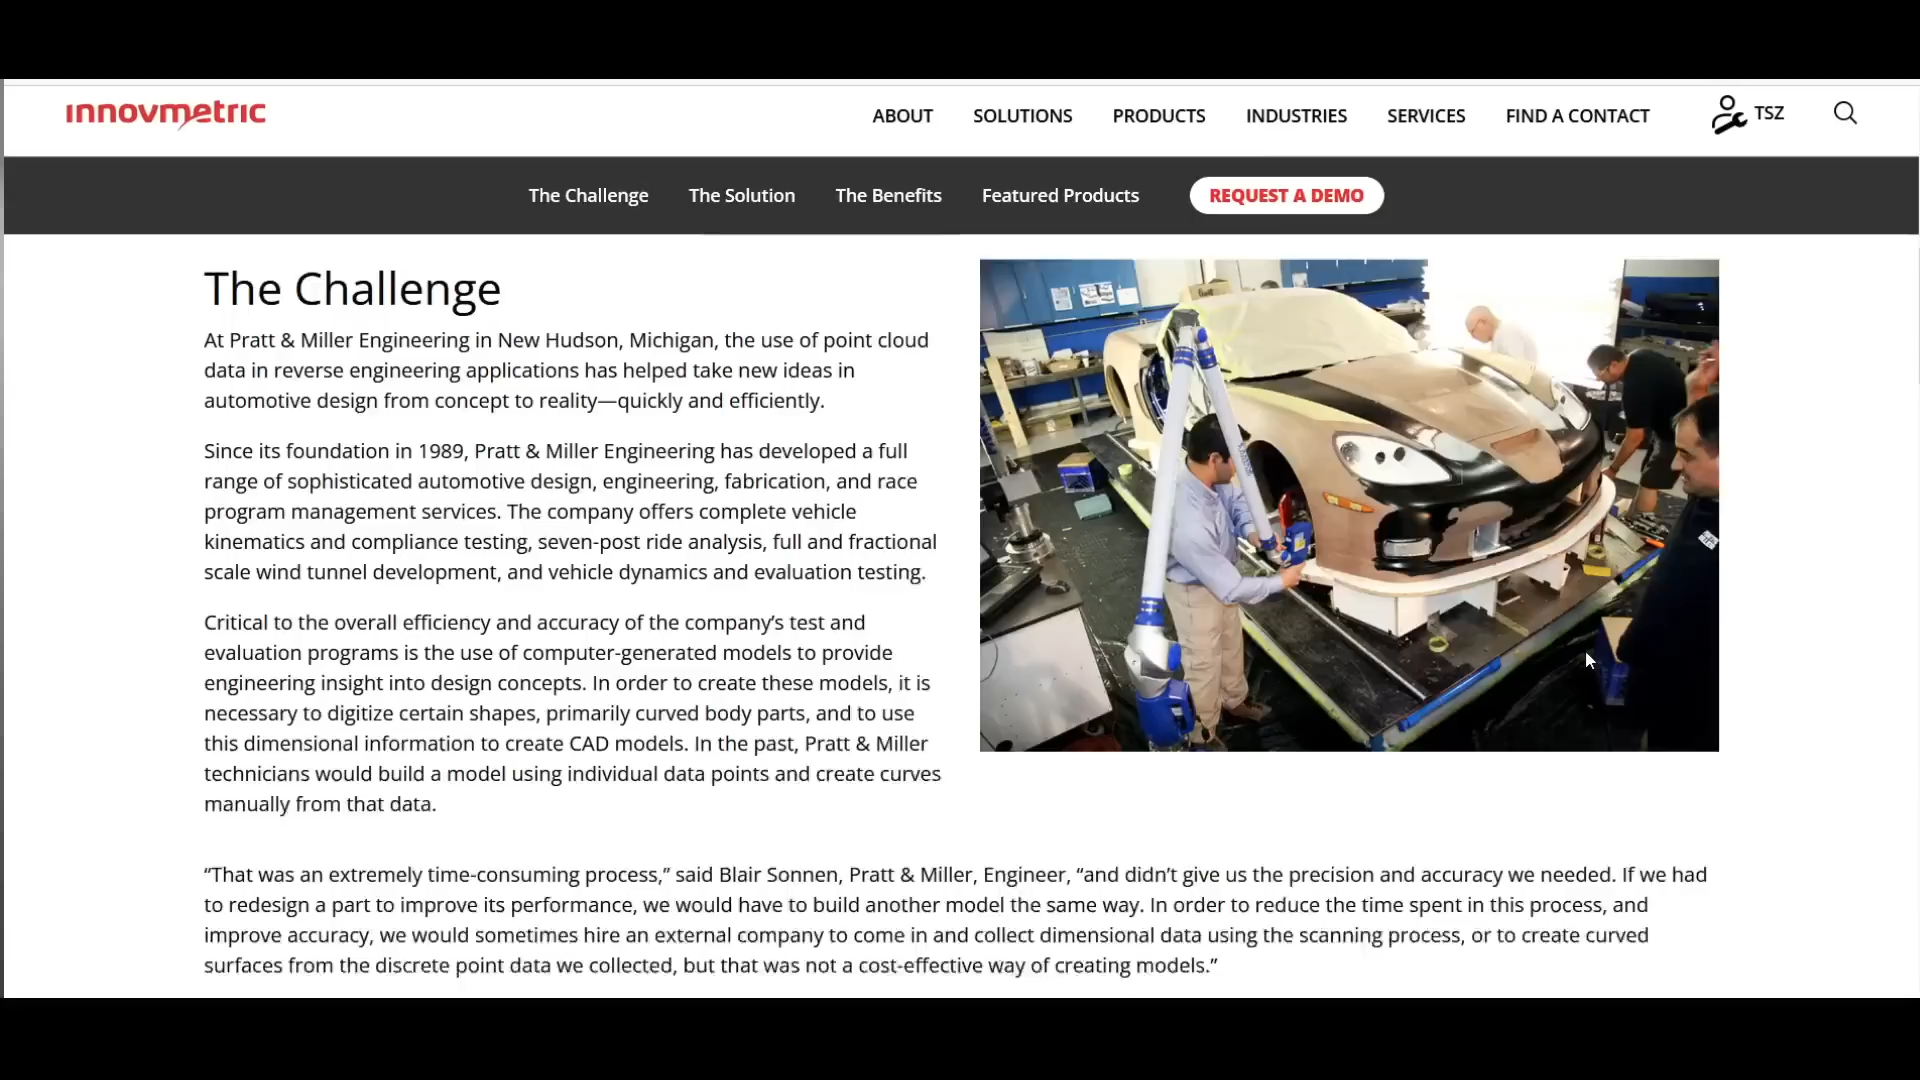 innovmetric
ABOUT SOLUTIONS PRODUCTS INDUSTRIES SERVICES FIND A CONTACT TSZ
The Challenge The Solution The Benefits Featured Products REQUEST A DEMO
The Challenge
At Pratt & Miller Engineering in New Hudson, Michigan, the use of point cloud
data in reverse engineering applications has helped take new ideas in
automotive design from concept to reality—quickly and efficiently.
Since its foundation in 1989, Pratt & Miller Engineering has developed a full
range of sophisticated automotive design, engineering, fabrication, and race
program management services. The company offers complete vehicle
kinematics and compliance testing, seven-post ride analysis, full and fractional
scale wind tunnel development, and vehicle dynamics and evaluation testing.
Critical to the overall efficiency and accuracy of the company’s test and
evaluation programs is the use of computer-generated models to provide
engineering insight into design concepts. In order to create these models, it is
necessary to digitize certain shapes, primarily curved body parts, and to use
this dimensional information to create CAD models. In the past, Pratt & Miller
technicians would build a model using individual data points and create curves
manually from that data.
“That was an extremely time-consuming process,” said Blair Sonnen, Pratt & Miller, Engineer, “and didn’t give us the precision and accuracy we needed. If we had
to redesign a part to improve its performance, we would have to build another model the same way. In order to reduce the time spent in this process, and
improve accuracy, we would sometimes hire an external company to come in and collect dimensional data using the scanning process, or to create curved
surfaces from the discrete point data we collected, but that was not a cost-effective way of creating models.”